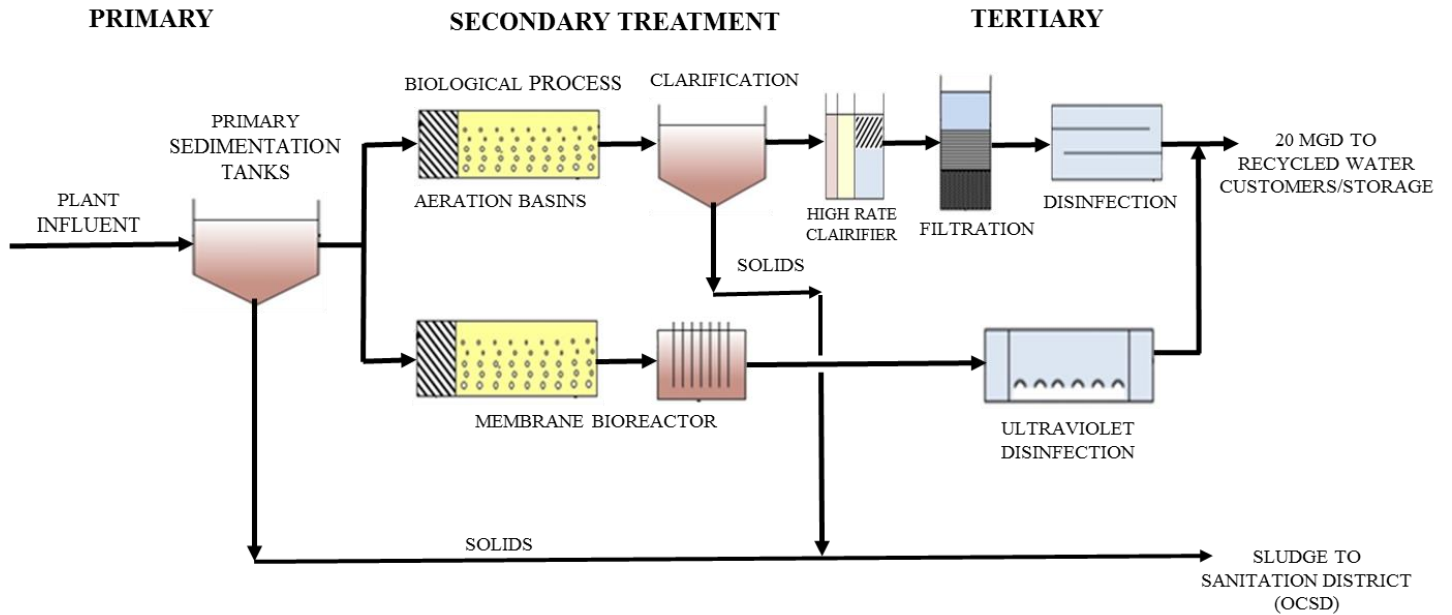 PRIMARY
SECONDARY TREATMENT
TERTIARY
BIOLOGICAL PROCESS
CLARIFICATION
PRIMARY
SEDIMENTATION
TANKS
PLANT
INFLUENT
AERATION BASINS
HIGH RATE
CLAIRIFIER
FILTRATION
DISINFECTION
20 MGD TO
RECYCLED WATER
CUSTOMERS/STORAGE
SOLIDS
MEMBRANE BIOREACTOR
ULTRAVIOLET
DISINFECTION
SOLIDS
SLUDGE TO
SANITATION DISTRICT
(OCSD)